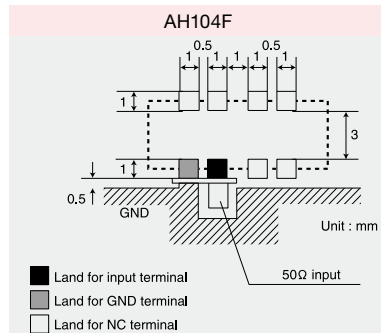 AH104F
0.5 0.5
1 1 1 1 1
1
3
1
0.5
GND
Unit : mm
50Ω input
Land for input terminal
Land for GND terminal
Land for NC terminal